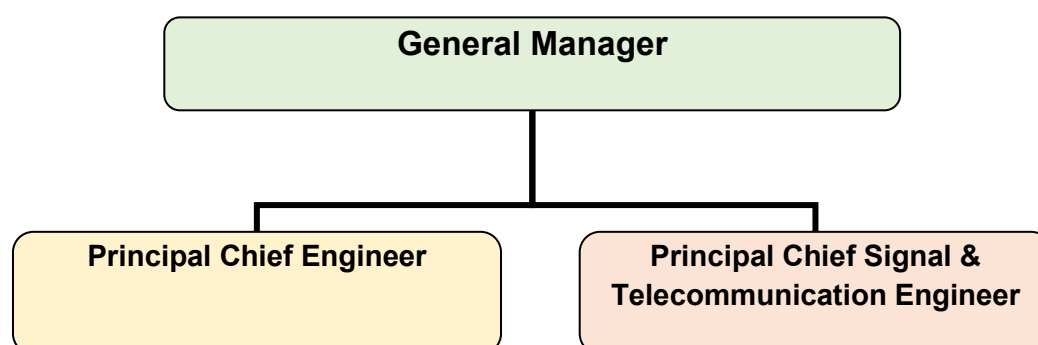 General Manager
Principal Chief Engineer
Principal Chief Signal &
Telecommunication Engineer